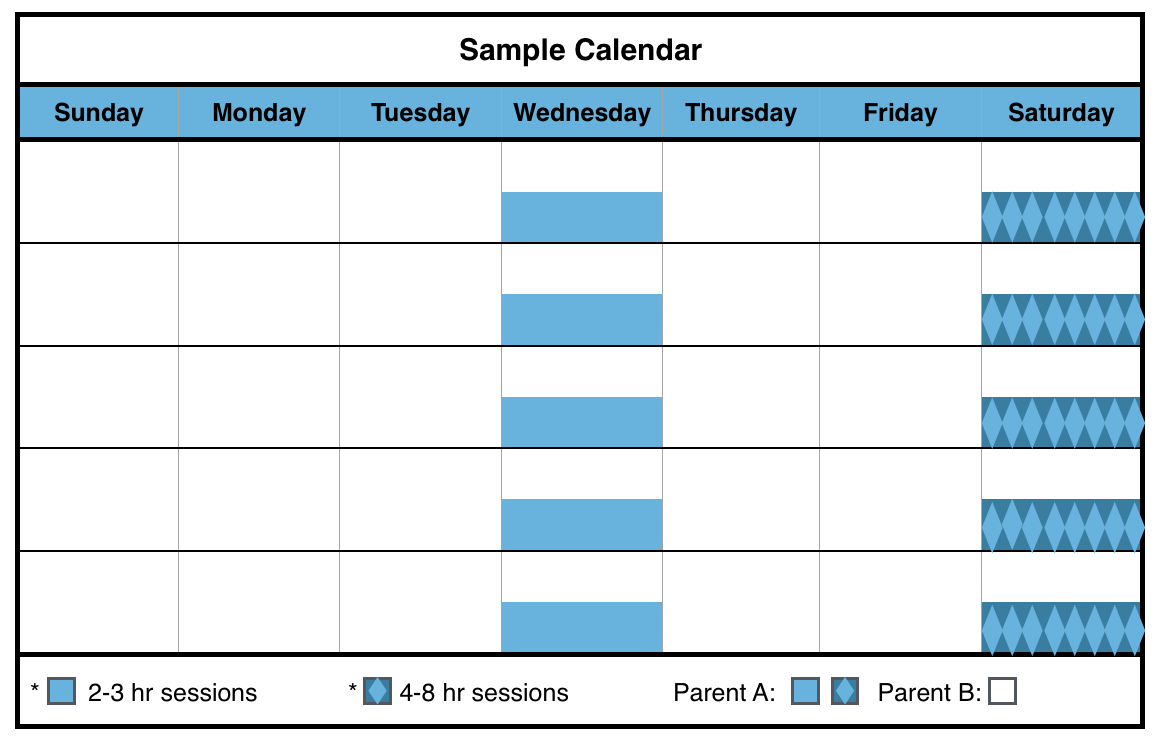 Sample Calendar
Sunday Monday Tuesday Wednesday Thursday Friday Saturday
* 2-3 hr sessions * 4-8 hr sessions Parent A: Parent B: